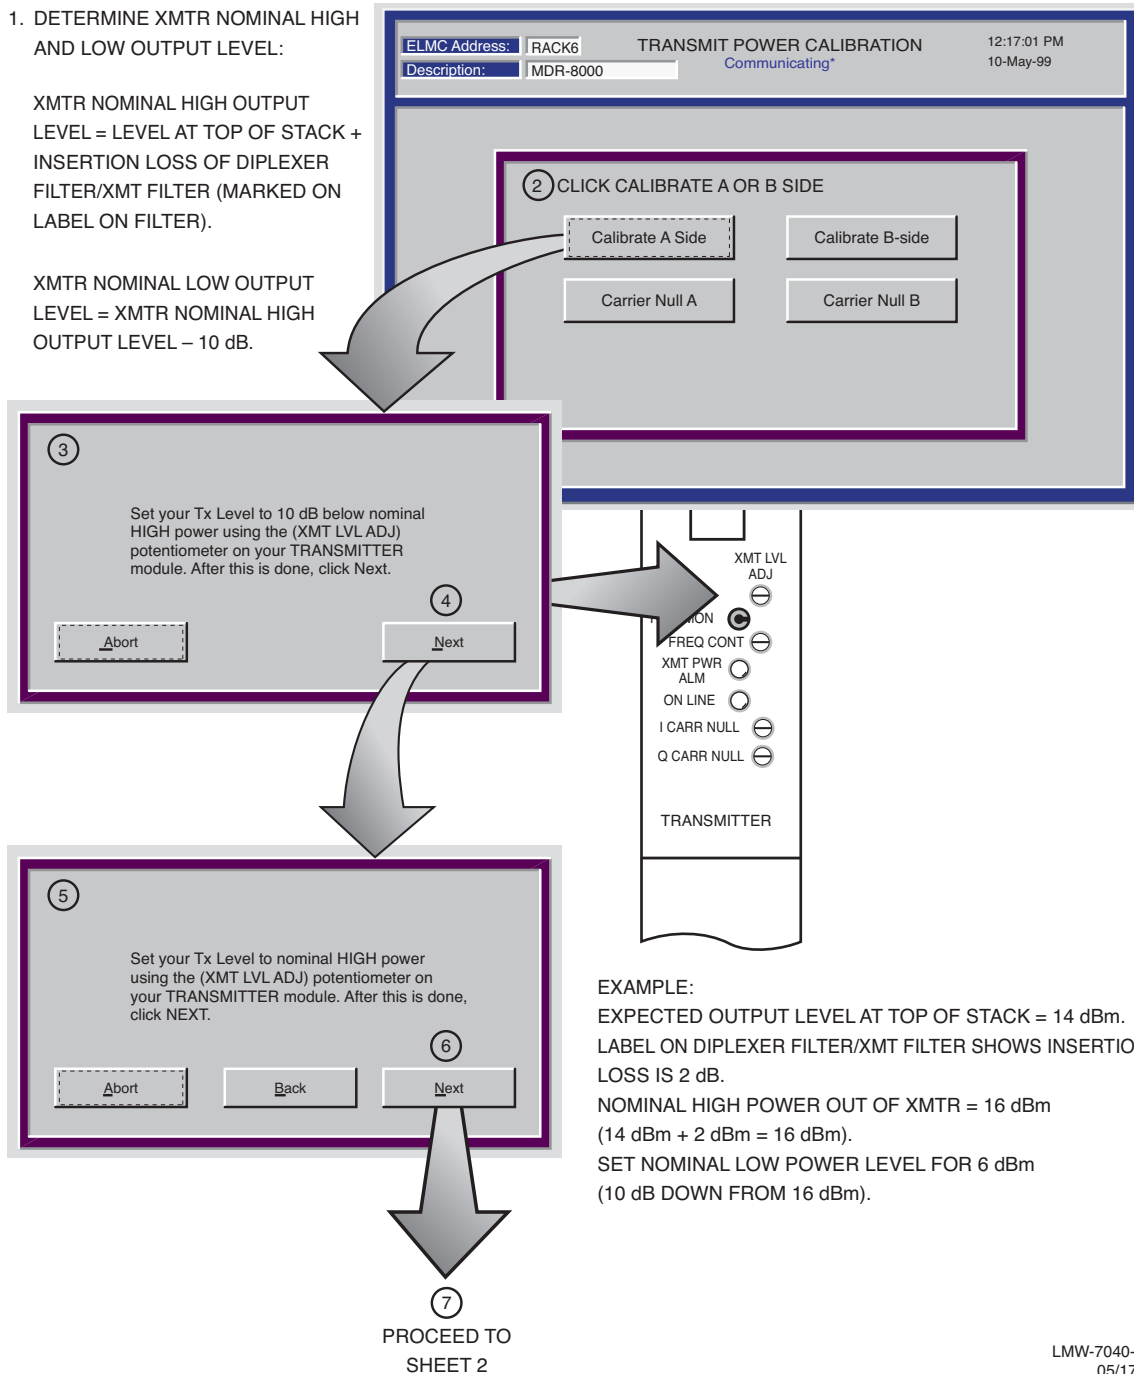 1. DETERMINE XMTR NOMINAL HIGH
AND LOW OUTPUT LEVEL:
XMTR NOMINAL HIGH OUTPUT
LEVEL = LEVEL AT TOP OF STACK +
INSERTION LOSS OF DIPLEXER
FILTER/XMT FILTER (MARKED ON
LABEL ON FILTER).
XMTR NOMINAL LOW OUTPUT
LEVEL = XMTR NOMINAL HIGH
OUTPUT LEVEL – 10 dB.
ELMC Address: RACK6
Description: MDR-8000
TRANSMIT POWER CALIBRATION
Communicating*
12:17:01 PM
10-May-99
2 CLICK CALIBRATE A OR B SIDE
Calibrate A Side
Calibrate B-side
Carrier Null A
Carrier Null B
3
Set your Tx Level to 10 dB below nominal
HIGH power using the (XMT LVL ADJ)
potentiometer on your TRANSMITTER
module. After this is done, click Next.
4
Abort
Next
XMT LVL
ADJ
MON
FREQ CONT
XMT PWR
ALM
ON LINE
I CARR NULL
Q CARR NULL
TRANSMITTER
5
Set your Tx Level to nominal HIGH power
using the (XMT LVL ADJ) potentiometer on
your TRANSMITTER module. After this is done,
click NEXT.
6
Abort
Back
Next
7
PROCEED TO
SHEET 2
EXAMPLE:
EXPECTED OUTPUT LEVEL AT TOP OF STACK = 14 dBm.
LABEL ON DIPLEXER FILTER/XMT FILTER SHOWS INSERTIO
LOSS IS 2 dB.
NOMINAL HIGH POWER OUT OF XMTR = 16 dBm
(14 dBm + 2 dBm = 16 dBm).
SET NOMINAL LOW POWER LEVEL FOR 6 dBm
(10 dB DOWN FROM 16 dBm).
LMW-7040-
05/17